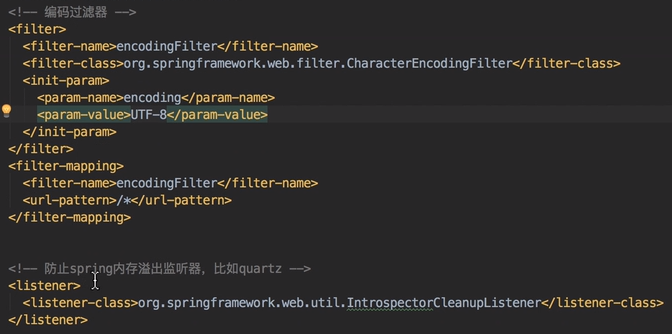 <!-- 编码过滤器 -->
<filter>
<filter-name>encodingFilter</filter-name>
<filter-class>org.springframework.web.filter.CharacterEncodingFilter</filter-class>
<init-param>
<param-name>encoding</param-name>
<param-value>UTF-8</param-value>
</init-param>
</filter>
<filter-mapping>
<filter-name>encodingFilter</filter-name>
<url-pattern>/*</url-pattern>
</filter-mapping>
<!-- 防止spring内存溢出监听器，比如quartz -->
<listener>
<listener-class>org.springframework.web.util.IntrospectorCleanupListener</listener-class>
</listener>